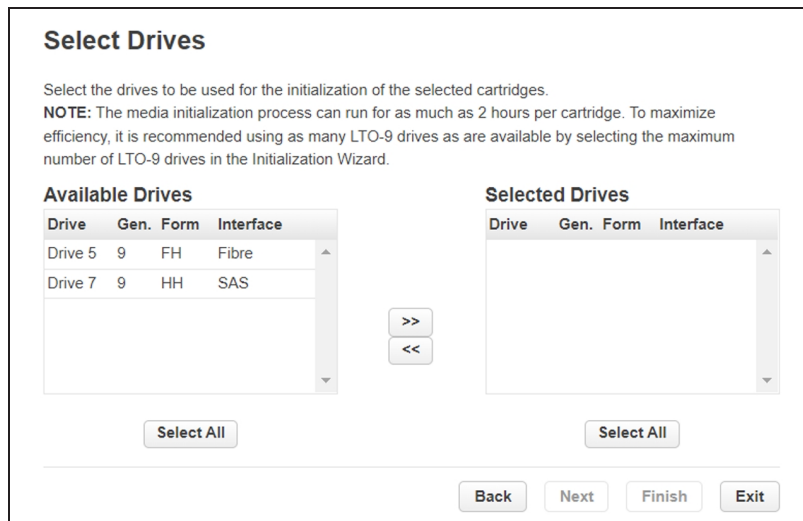 Select Drives
Select the drives to be used for the initialization of the selected cartridges.
NOTE: The media initialization process can run for as much as 2 hours per cartridge. To maximize
efficiency, it is recommended using as many LTO-9 drives as are available by selecting the maximum
number of LTO-9 drives in the Initialization Wizard.
Available Drives
Drive Gen. Form Interface
Drive 5 9 FH Fibre
Drive 7 9 HH SAS
Select All
>>
<<
Selected Drives
Drive Gen. Form Interface
Select All
Back Next Finish Exit